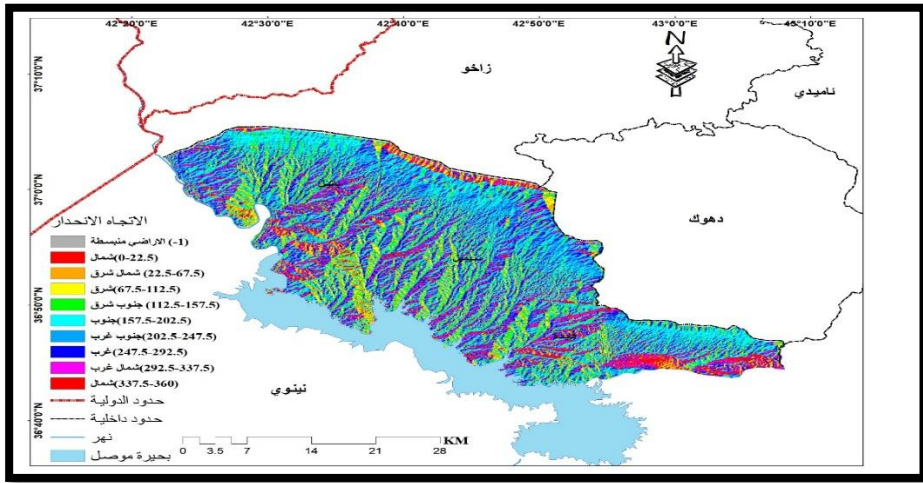 42°20'0"E 42°30'0"E 42°40'0"E 42°50'0"E 43°0'0"E
37°10'0"N
37°0'0"N
36°50'0"N
36°40'0"N
N
زاخو
ئاميدي
دهوك
نينوي
الاتجاه الانحدار
الاراضي منبسطة (-1)
شمال(0-22.5)
شمال شرق (22.5-67.5)
شرق (67.5-112.5)
جنوب شرق (112.5-157.5)
جنوب(157.5-202.5)
جنوب غرب(202.5-247.5)
غرب(247.5-292.5)
شمال غرب(292.5-337.5)
شمال(337.5-360)
حدود الدولية
حدود داخلية
نهر
بحيرة موصل
0 3.5 7 14 21 28 KM